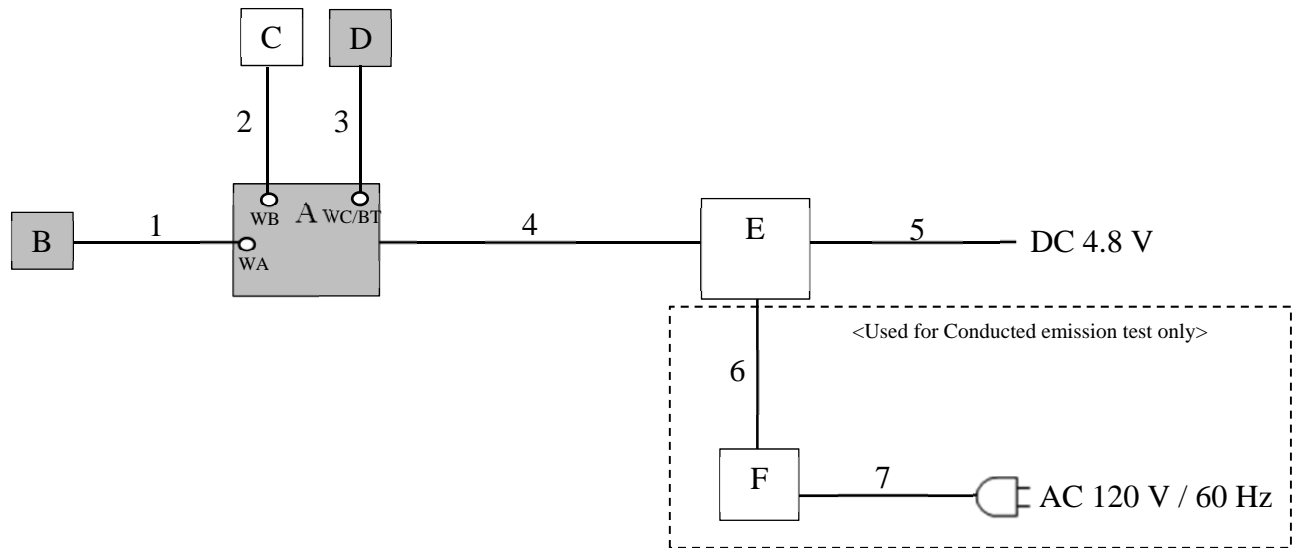 C
D
2
3
WB
A
WC/BT
B
1
WA
4
E
5
DC 4.8 V
<Used for Conducted emission test only>
6
F
7
AC 120 V / 60 Hz